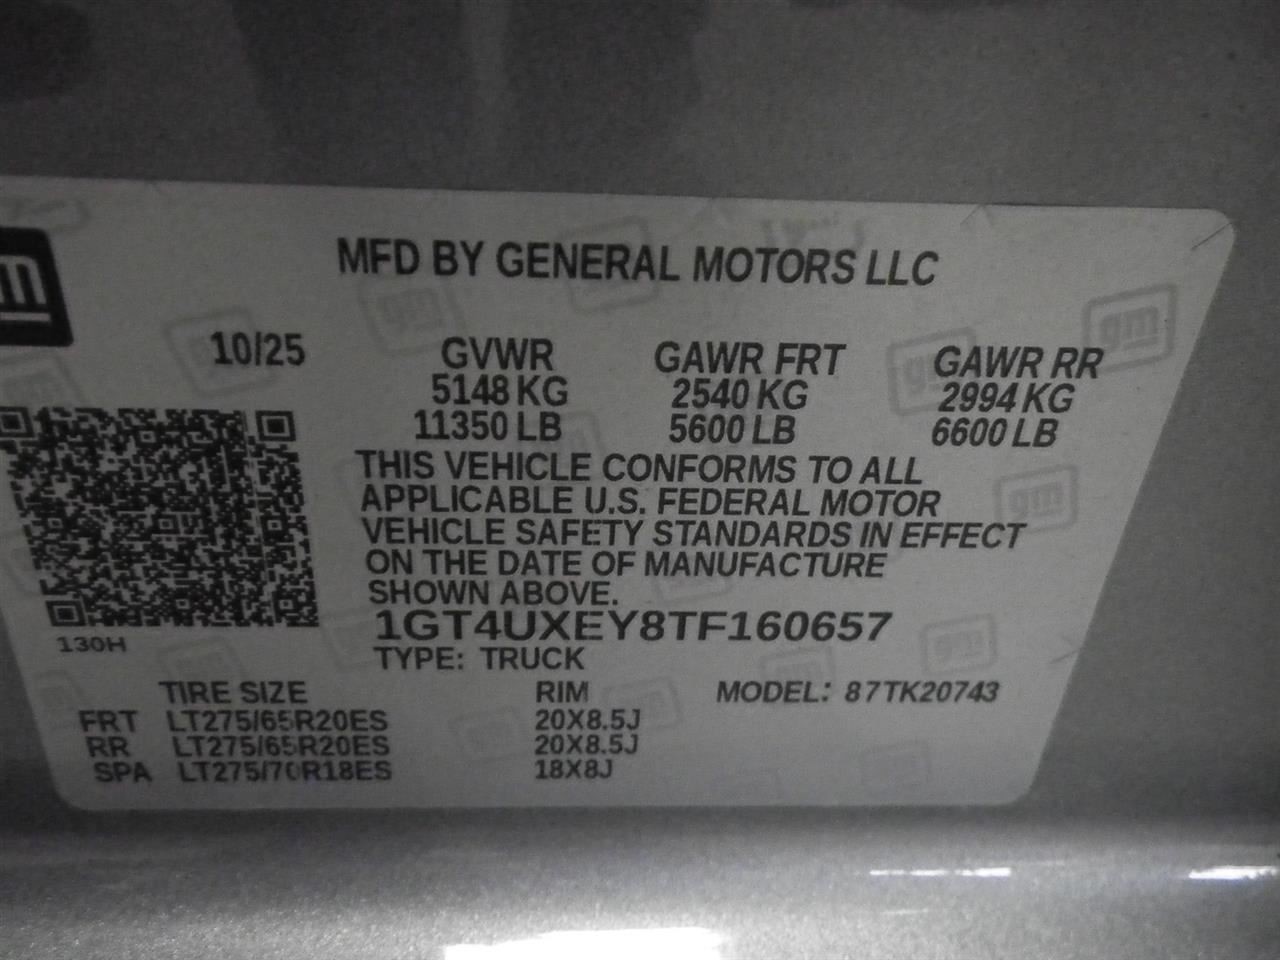 gm
MFD BY GENERAL MOTORS LLC
10/25 GVWR GAWR FRT GAWR RR
5148 KG 2540 KG 2994 KG
11350 LB 5600 LB 6600 LB
THIS VEHICLE CONFORMS TO ALL
APPLICABLE U.S. FEDERAL MOTOR
VEHICLE SAFETY STANDARDS IN EFFECT
ON THE DATE OF MANUFACTURE
SHOWN ABOVE.
1GT4UXEY8TF160657
130H
TYPE: TRUCK
TIRE SIZE RIM MODEL: 87TK20743
FRT LT275/65R20ES 20X8.5J
RR LT275/65R20ES 20X8.5J
SPA LT275/70R18ES 18X8J